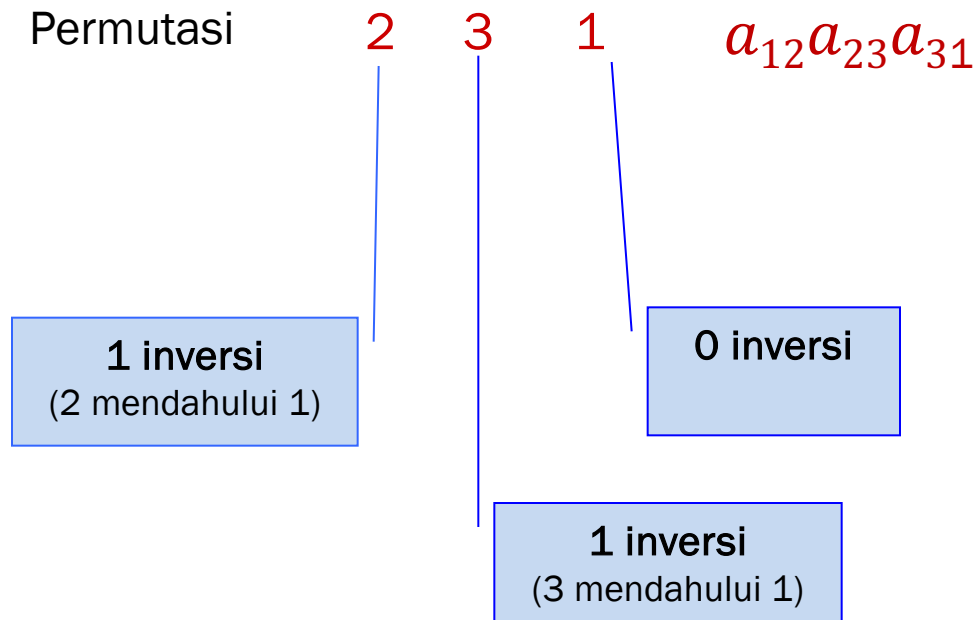 Permutasi 2 3 1 a₁₂a₂₃a₃₁
1 inversi
(2 mendahului 1)
0 inversi
1 inversi
(3 mendahului 1)